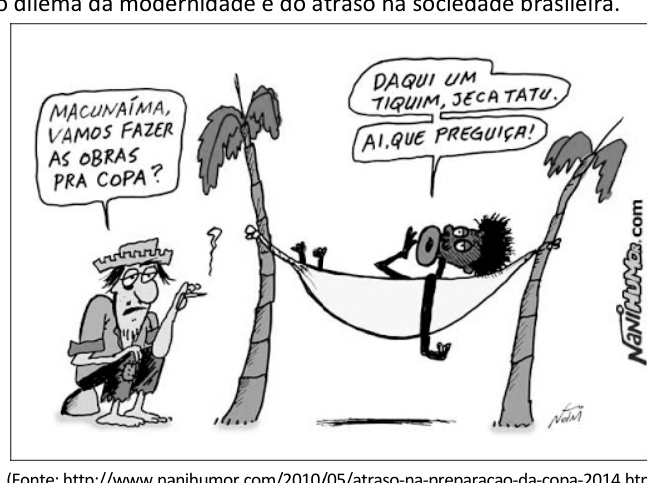 o dilema da modernidade e do atraso na sociedade brasileira.
MACUNAÍMA,
VAMOS FAZER
AS OBRAS
PRA COPA?
DAQUI UM
TIQUIM, JECA TATU.
AI, QUE PREGUIÇA!
NANiHUMOR.com
NANI
(Fonte: http://www.nanihumor.com/2010/05/atraso-na-preparacao-da-copa-2014.htm